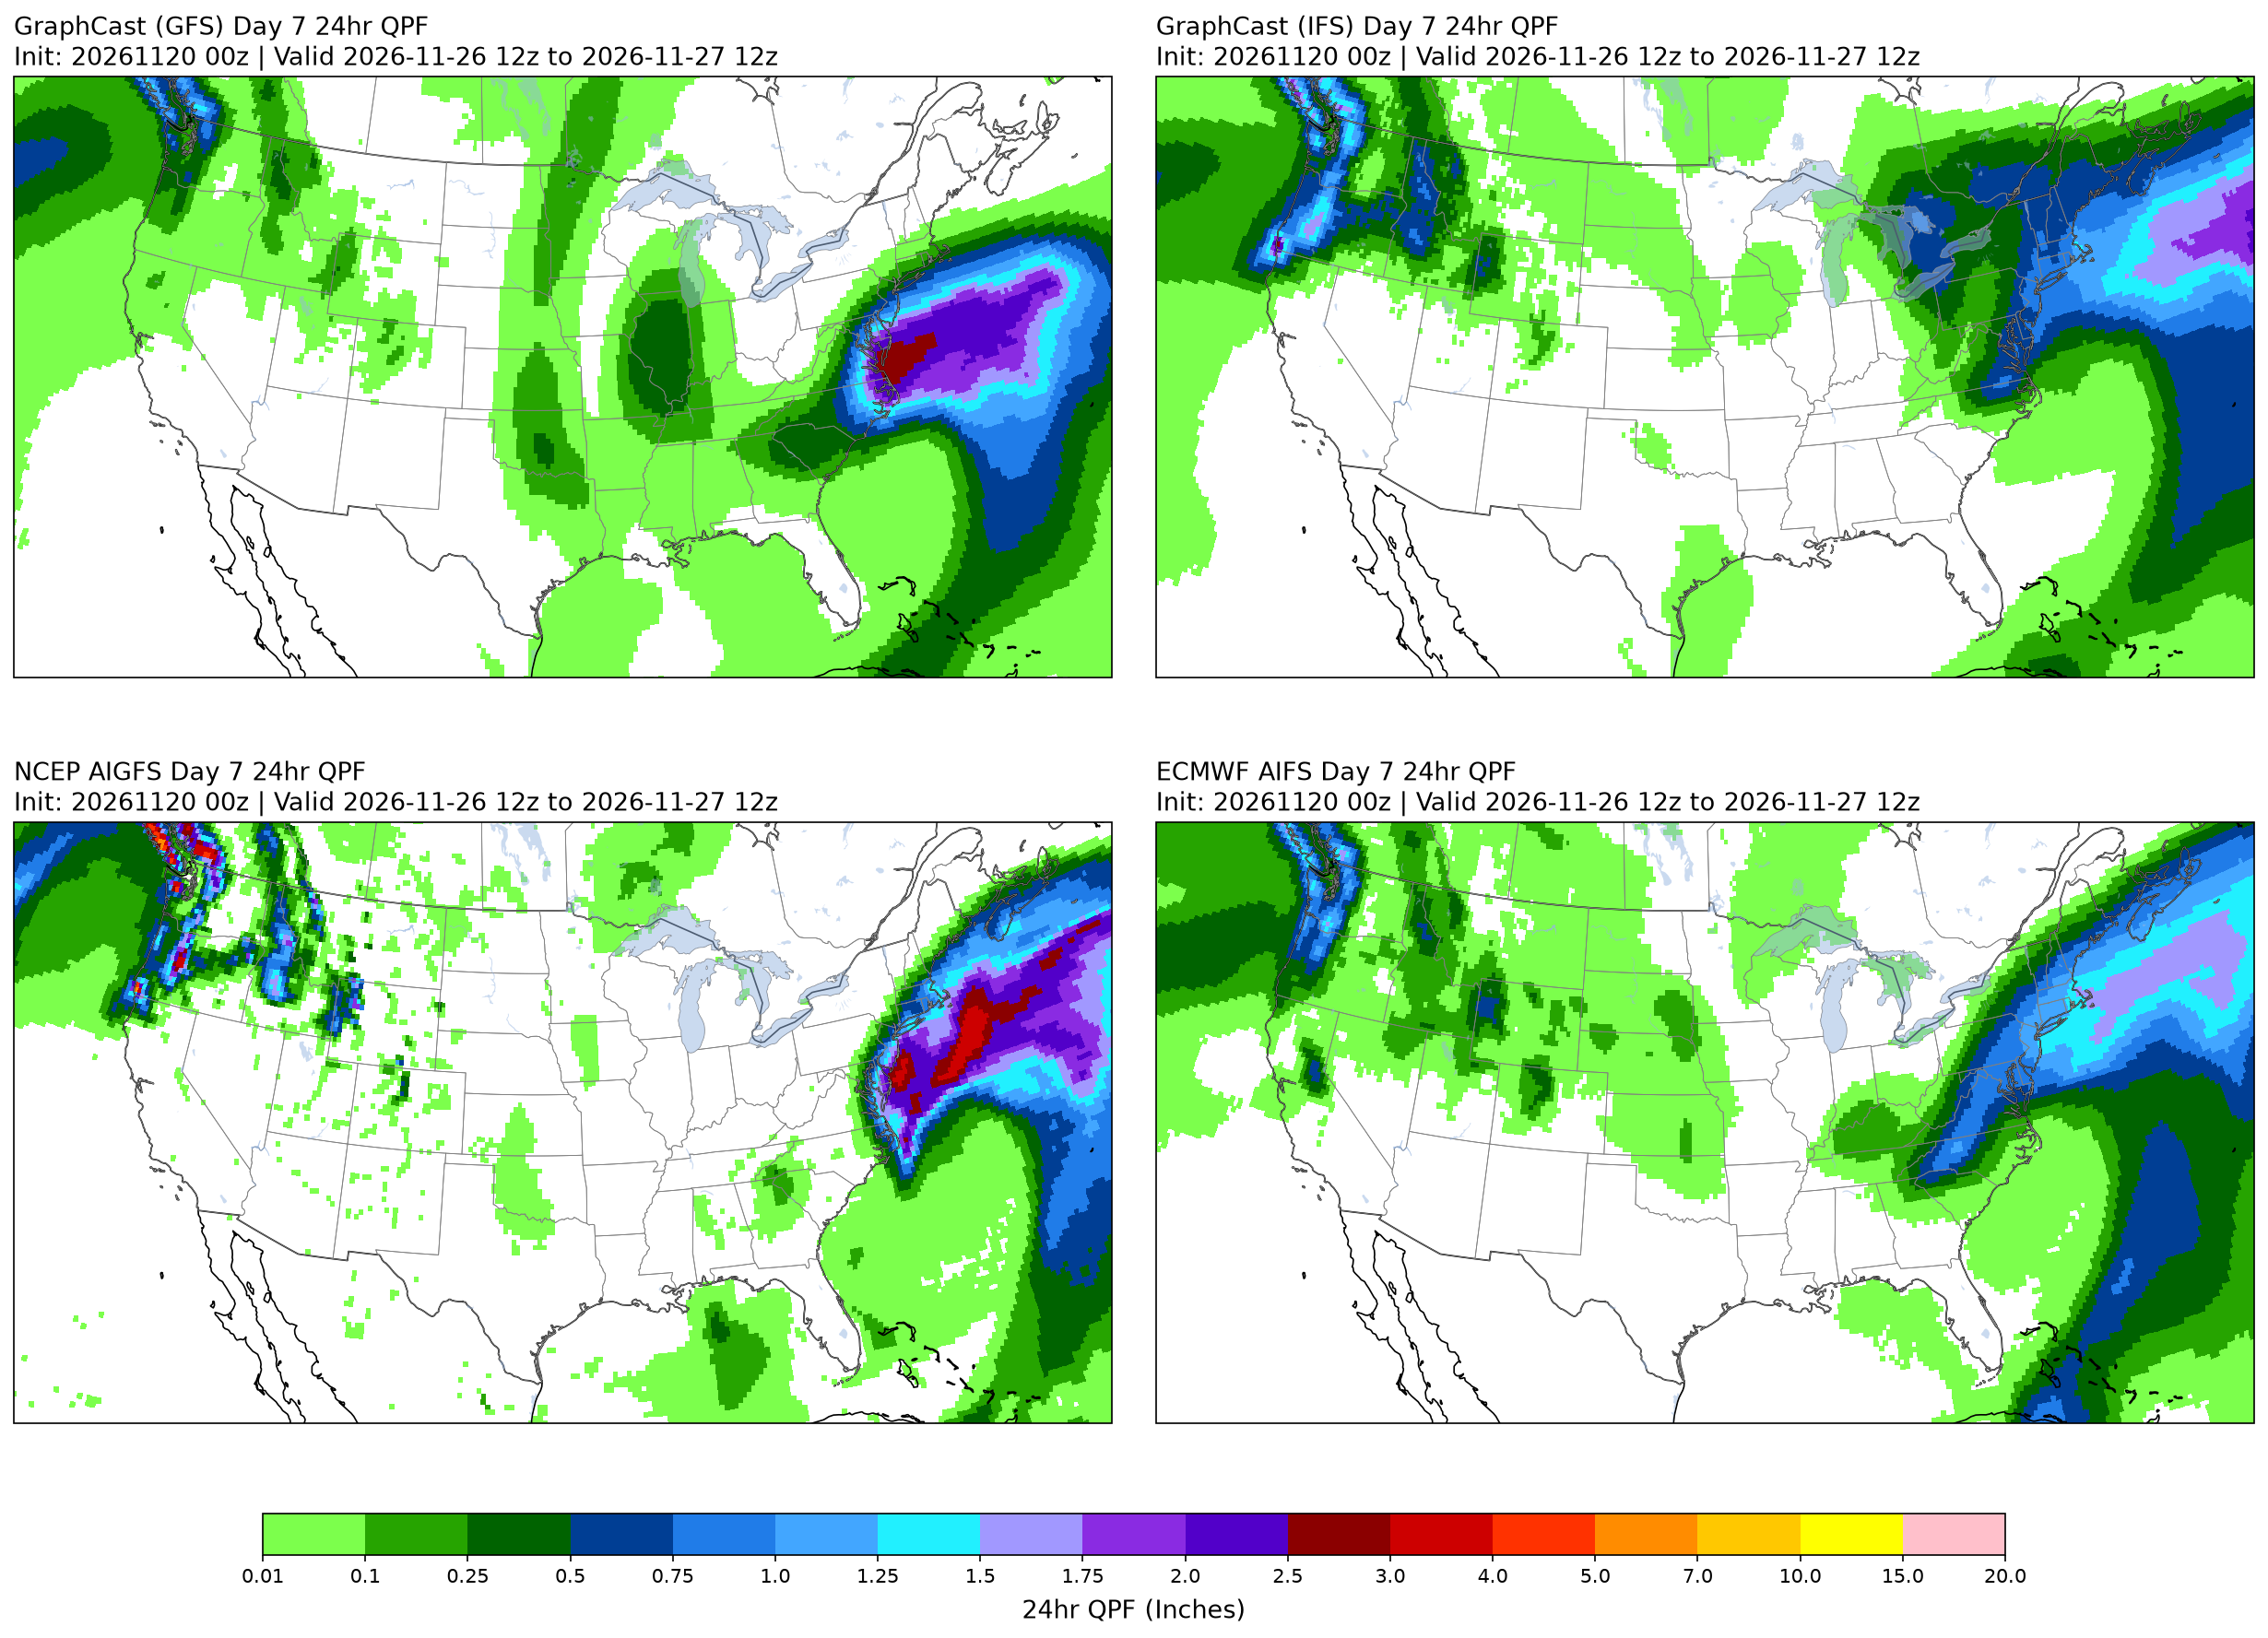 GraphCast (GFS) Day 7 24hr QPF
Init: 20261120 00z | Valid 2026-11-26 12z to 2026-11-27 12z
GraphCast (IFS) Day 7 24hr QPF
Init: 20261120 00z | Valid 2026-11-26 12z to 2026-11-27 12z
NCEP AIGFS Day 7 24hr QPF
Init: 20261120 00z | Valid 2026-11-26 12z to 2026-11-27 12z
ECMWF AIFS Day 7 24hr QPF
Init: 20261120 00z | Valid 2026-11-26 12z to 2026-11-27 12z
0.01 0.1 0.25 0.5 0.75 1.0 1.25 1.5 1.75 2.0 2.5 3.0 4.0 5.0 7.0 10.0 15.0 20.0
24hr QPF (Inches)